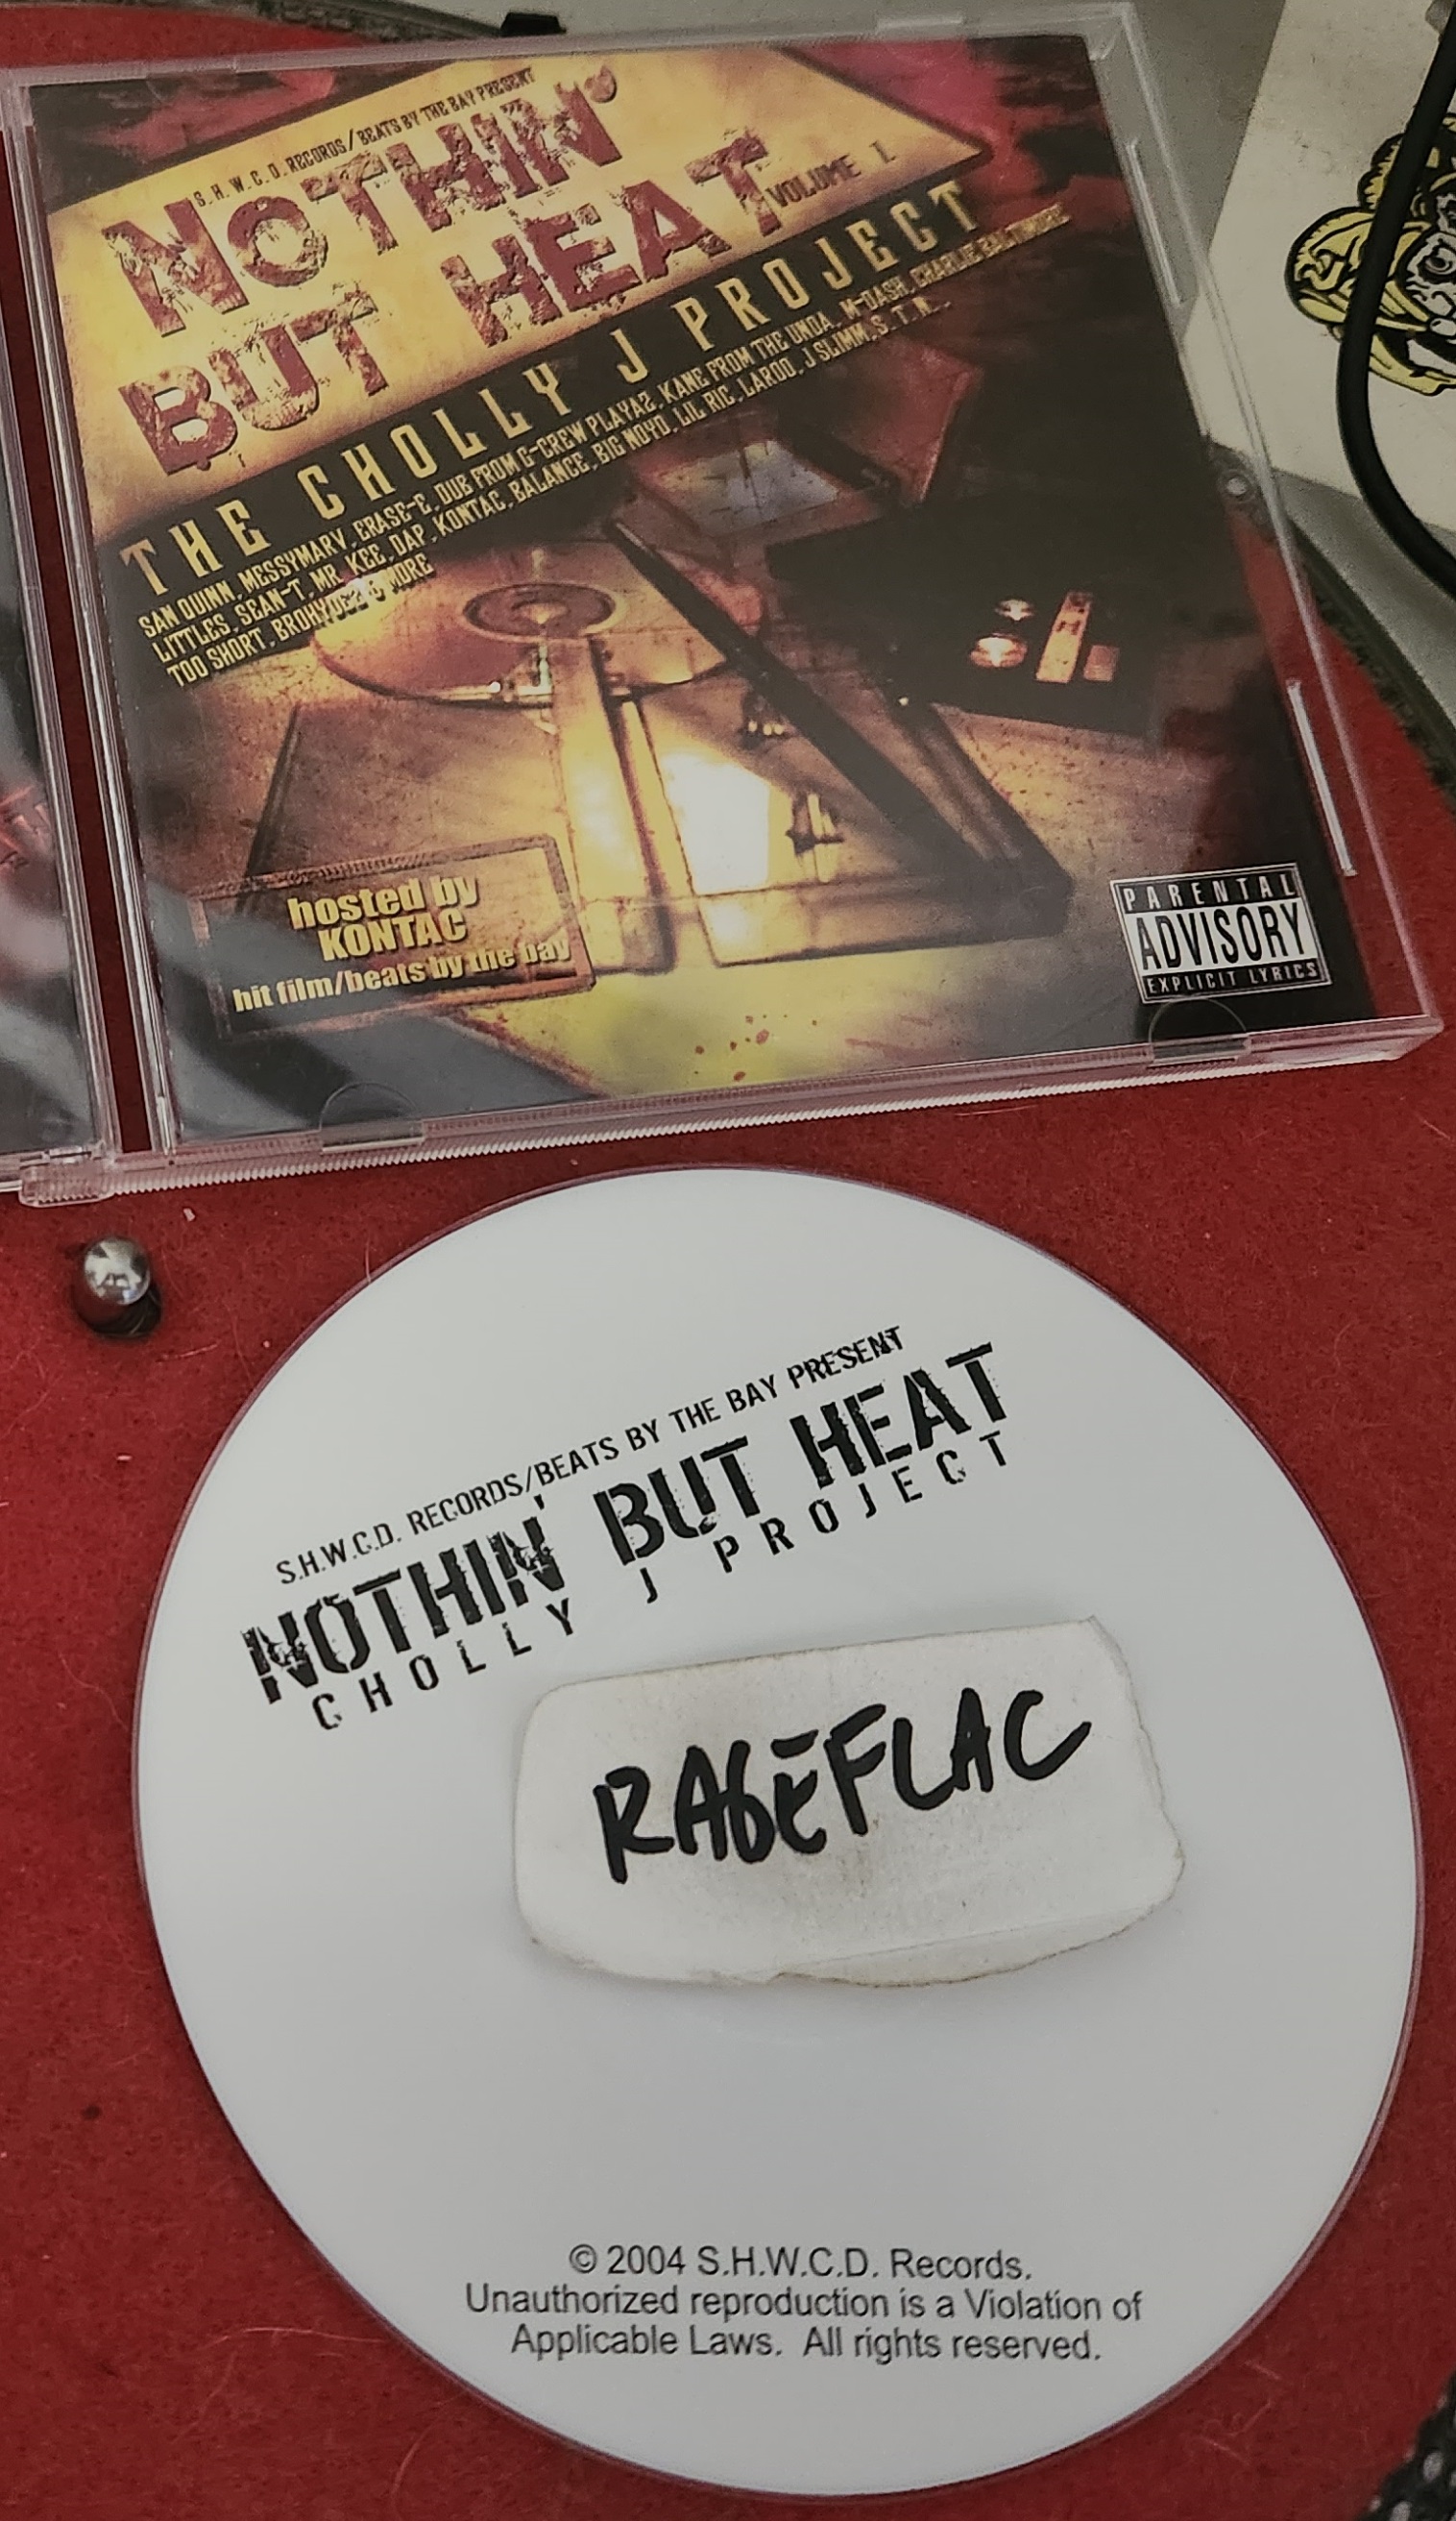 S.H.W.C.D. RECORDS/BEATS BY THE BAY PRESENT
NOTHIN'
BUT HEAT
VOLUME 1.
THE CHOLLY J PROJECT
SAN QUINN, MESSYMARY, ERASE-E, DUB FROM C-CREW PLAYAZ, KANE FROM THE UNDA, M-DASH, CHARLIE BALTIMORE,
LITTLES, SEAN-T, MR. KEE, DAP, KONTAC, BALANCE, BIG NOYD, LIL RIC, LAROO, J SLIMM, S. T. N...
TOO SHORT, & MORE
hosted by
KONTAC
hit film/beats by the bay
PARENTAL
ADVISORY
EXPLICIT LYRICS
S.H.W.C.D. RECORDS/BEATS BY THE BAY PRESENT
NOTHIN' BUT HEAT
CHOLLY J PROJECT
RAGEFLAC
© 2004 S.H.W.C.D. Records.
Unauthorized reproduction is a Violation of
Applicable Laws. All rights reserved.